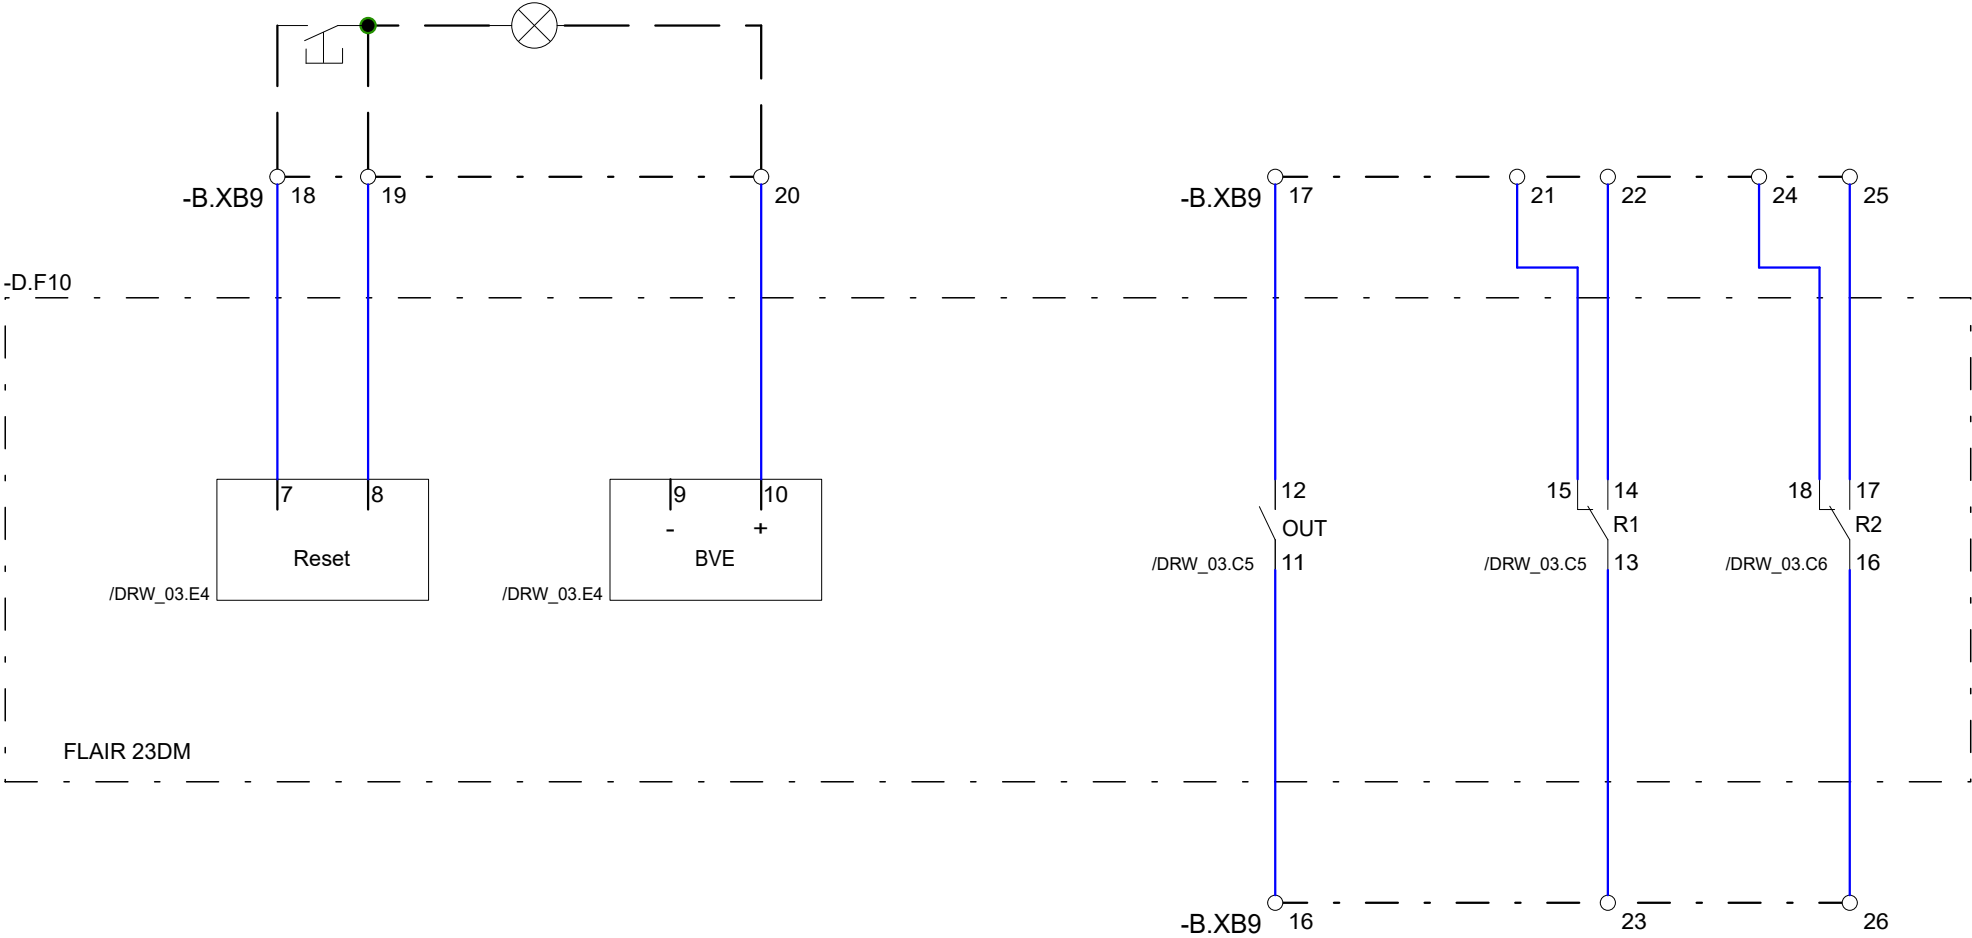 -B.XB9 18 19 20 -B.XB9 17 21 22 24 25
-D.F10
7 8 9 10 12 15 14 18 17
- + OUT R1 R2
Reset BVE /DRW_03.C5 11 /DRW_03.C5 13 /DRW_03.C6 16
/DRW_03.E4 /DRW_03.E4
FLAIR 23DM
-B.XB9 16 23 26